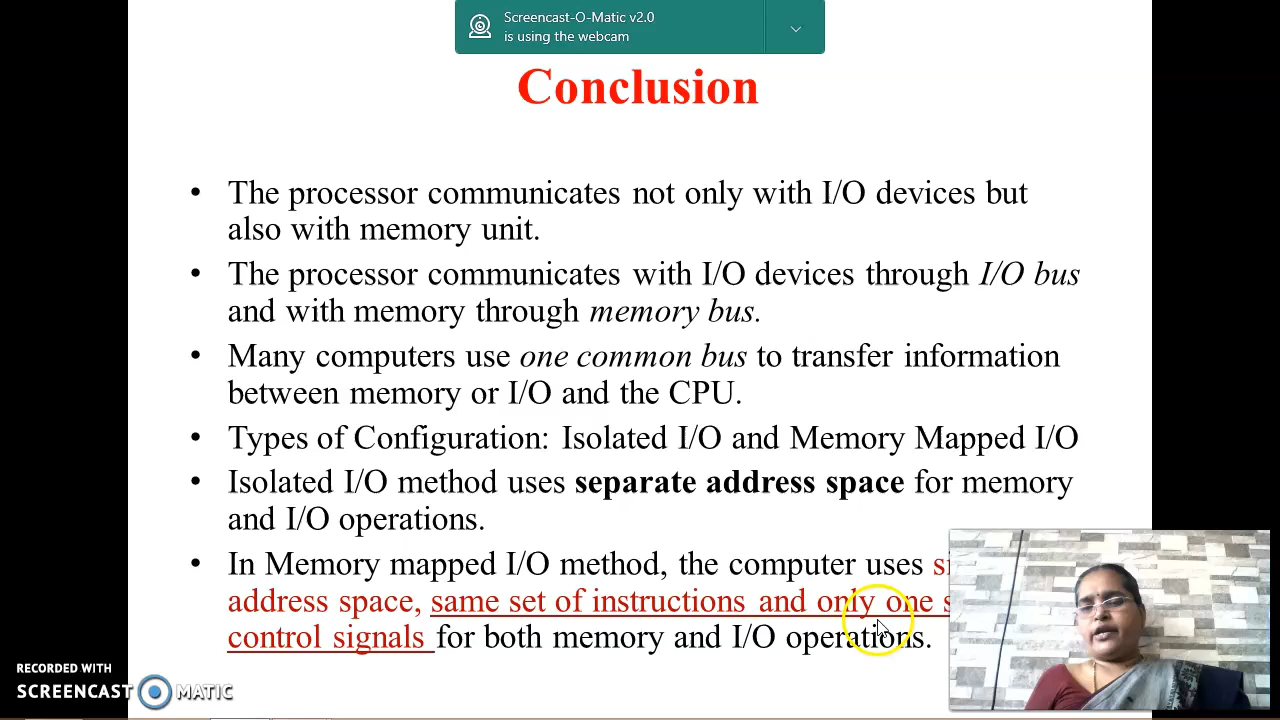 Screencast-O-Matic v2.0
is using the webcam
Conclusion
• The processor communicates not only with I/O devices but
also with memory unit.
• The processor communicates with I/O devices through I/O bus
and with memory through memory bus.
• Many computers use one common bus to transfer information
between memory or I/O and the CPU.
• Types of Configuration: Isolated I/O and Memory Mapped I/O
• Isolated I/O method uses separate address space for memory
and I/O operations.
• In Memory mapped I/O method, the computer uses
address space, same set of instructions and only one
control signals for both memory and I/O operations.
RECORDED WITH
SCREENCAST MATIC